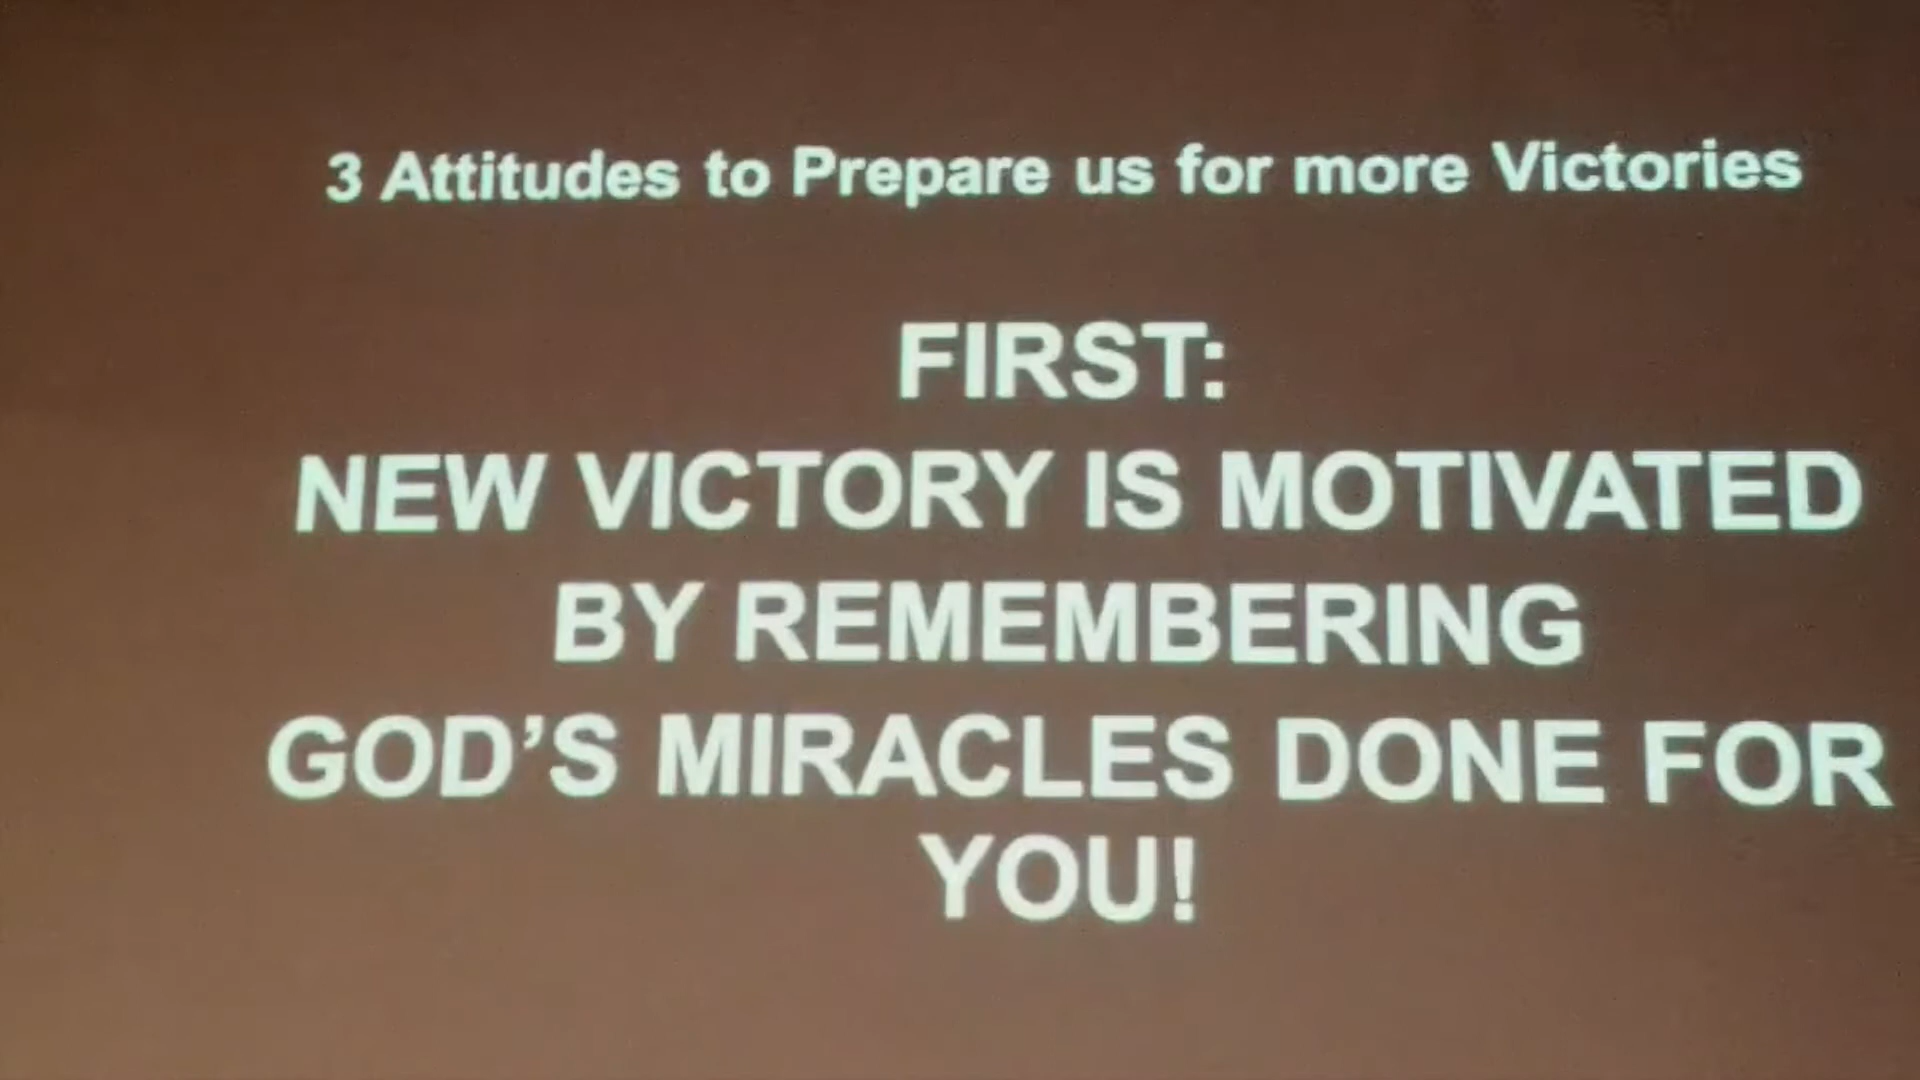 3 Attitudes to Prepare us for more Victories
FIRST:
NEW VICTORY IS MOTIVATED
BY REMEMBERING
GOD’S MIRACLES DONE FOR
YOU!